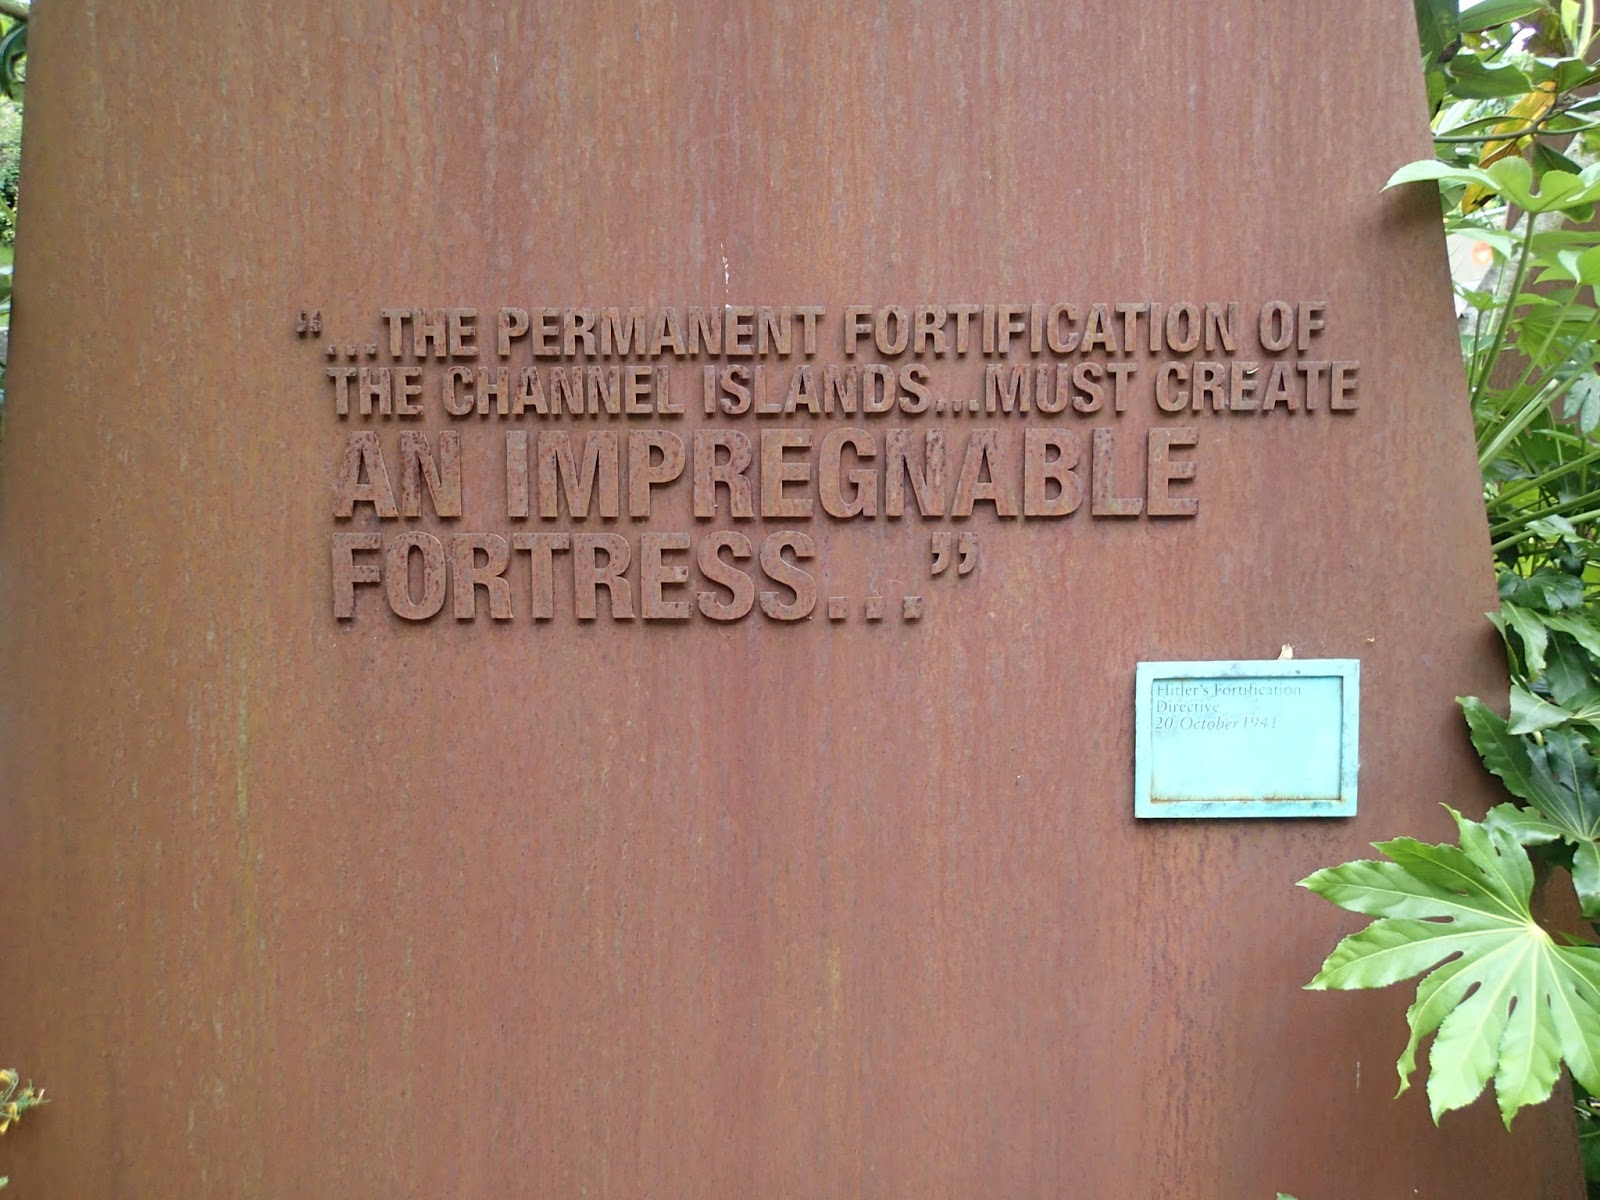 “...THE PERMANENT FORTIFICATION OF
THE CHANNEL ISLANDS...MUST CREATE
AN IMPREGNABLE
FORTRESS...”
Hitler's Fortification
Directive
20 October 1941